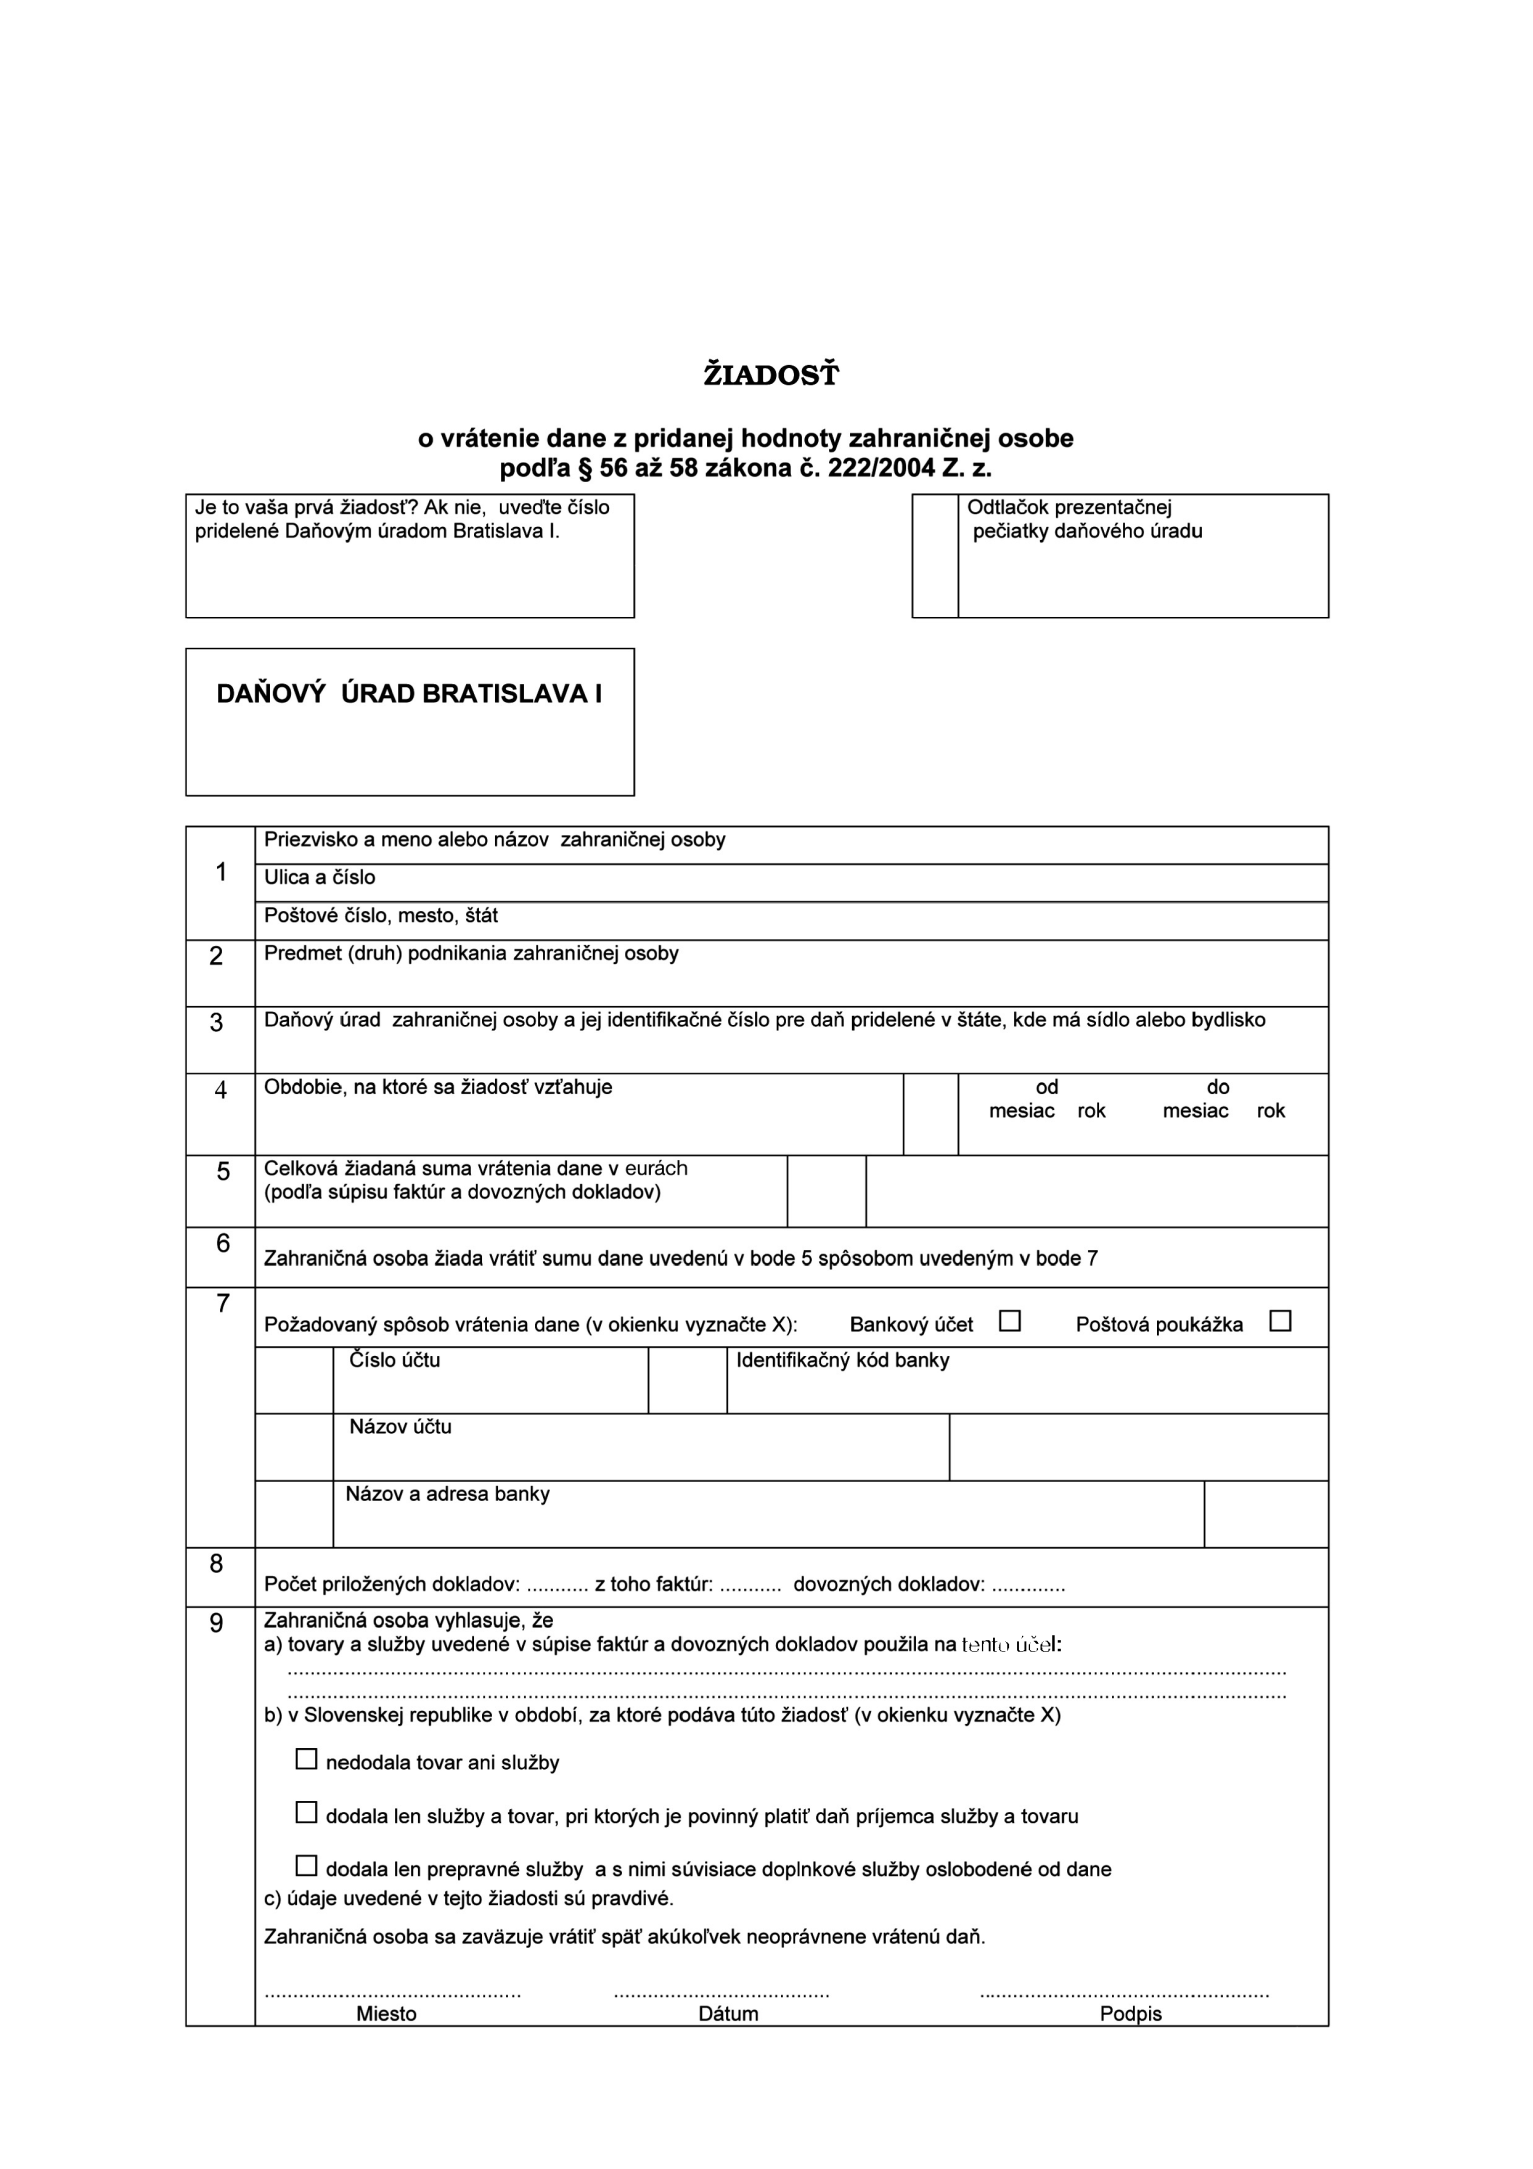 ŽIADOSŤ
o vrátenie dane z pridanej hodnoty zahraničnej osobe
podľa § 56 až 58 zákona č. 222/2004 Z. z.
Je to vaša prvá žiadosť? Ak nie, uveďte číslo
pridelené Daňovým úradom Bratislava I.
Odtlačok prezentačnej
pečiatky daňového úradu
DAŇOVÝ ÚRAD BRATISLAVA I
1
Priezvisko a meno alebo názov zahraničnej osoby
Ulica a číslo
Poštové číslo, mesto, štát
2 Predmet (druh) podnikania zahraničnej osoby
3 Daňový úrad zahraničnej osoby a jej identifikačné číslo pre daň pridelené v štáte, kde má sídlo alebo bydlisko
4 Obdobie, na ktoré sa žiadosť vzťahuje od do
mesiac rok mesiac rok
5 Celková žiadaná suma vrátenia dane v eurách
(podľa súpisu faktúr a dovozných dokladov)
6 Zahraničná osoba žiada vrátiť sumu dane uvedenú v bode 5 spôsobom uvedeným v bode 7
7 Požadovaný spôsob vrátenia dane (v okienku vyznačte X): Bankový účet ☐ Poštová poukážka ☐
Číslo účtu Identifikačný kód banky
Názov účtu
Názov a adresa banky
8 Počet priložených dokladov: ........... z toho faktúr: ........... dovozných dokladov: .............
9 Zahraničná osoba vyhlasuje, že
a) tovary a služby uvedené v súpise faktúr a dovozných dokladov použila na tento účel:
b) v Slovenskej republike v období, za ktoré podáva túto žiadosť (v okienku vyznačte X)
☐ nedodala tovar ani služby
☐ dodala len služby a tovar, pri ktorých je povinný platiť daň príjemca služby a tovaru
☐ dodala len prepravné služby a s nimi súvisiace doplnkové služby oslobodené od dane
c) údaje uvedené v tejto žiadosti sú pravdivé.
Zahraničná osoba sa zaväzuje vrátiť späť akúkoľvek neoprávnene vrátenú daň.
Miesto Dátum Podpis